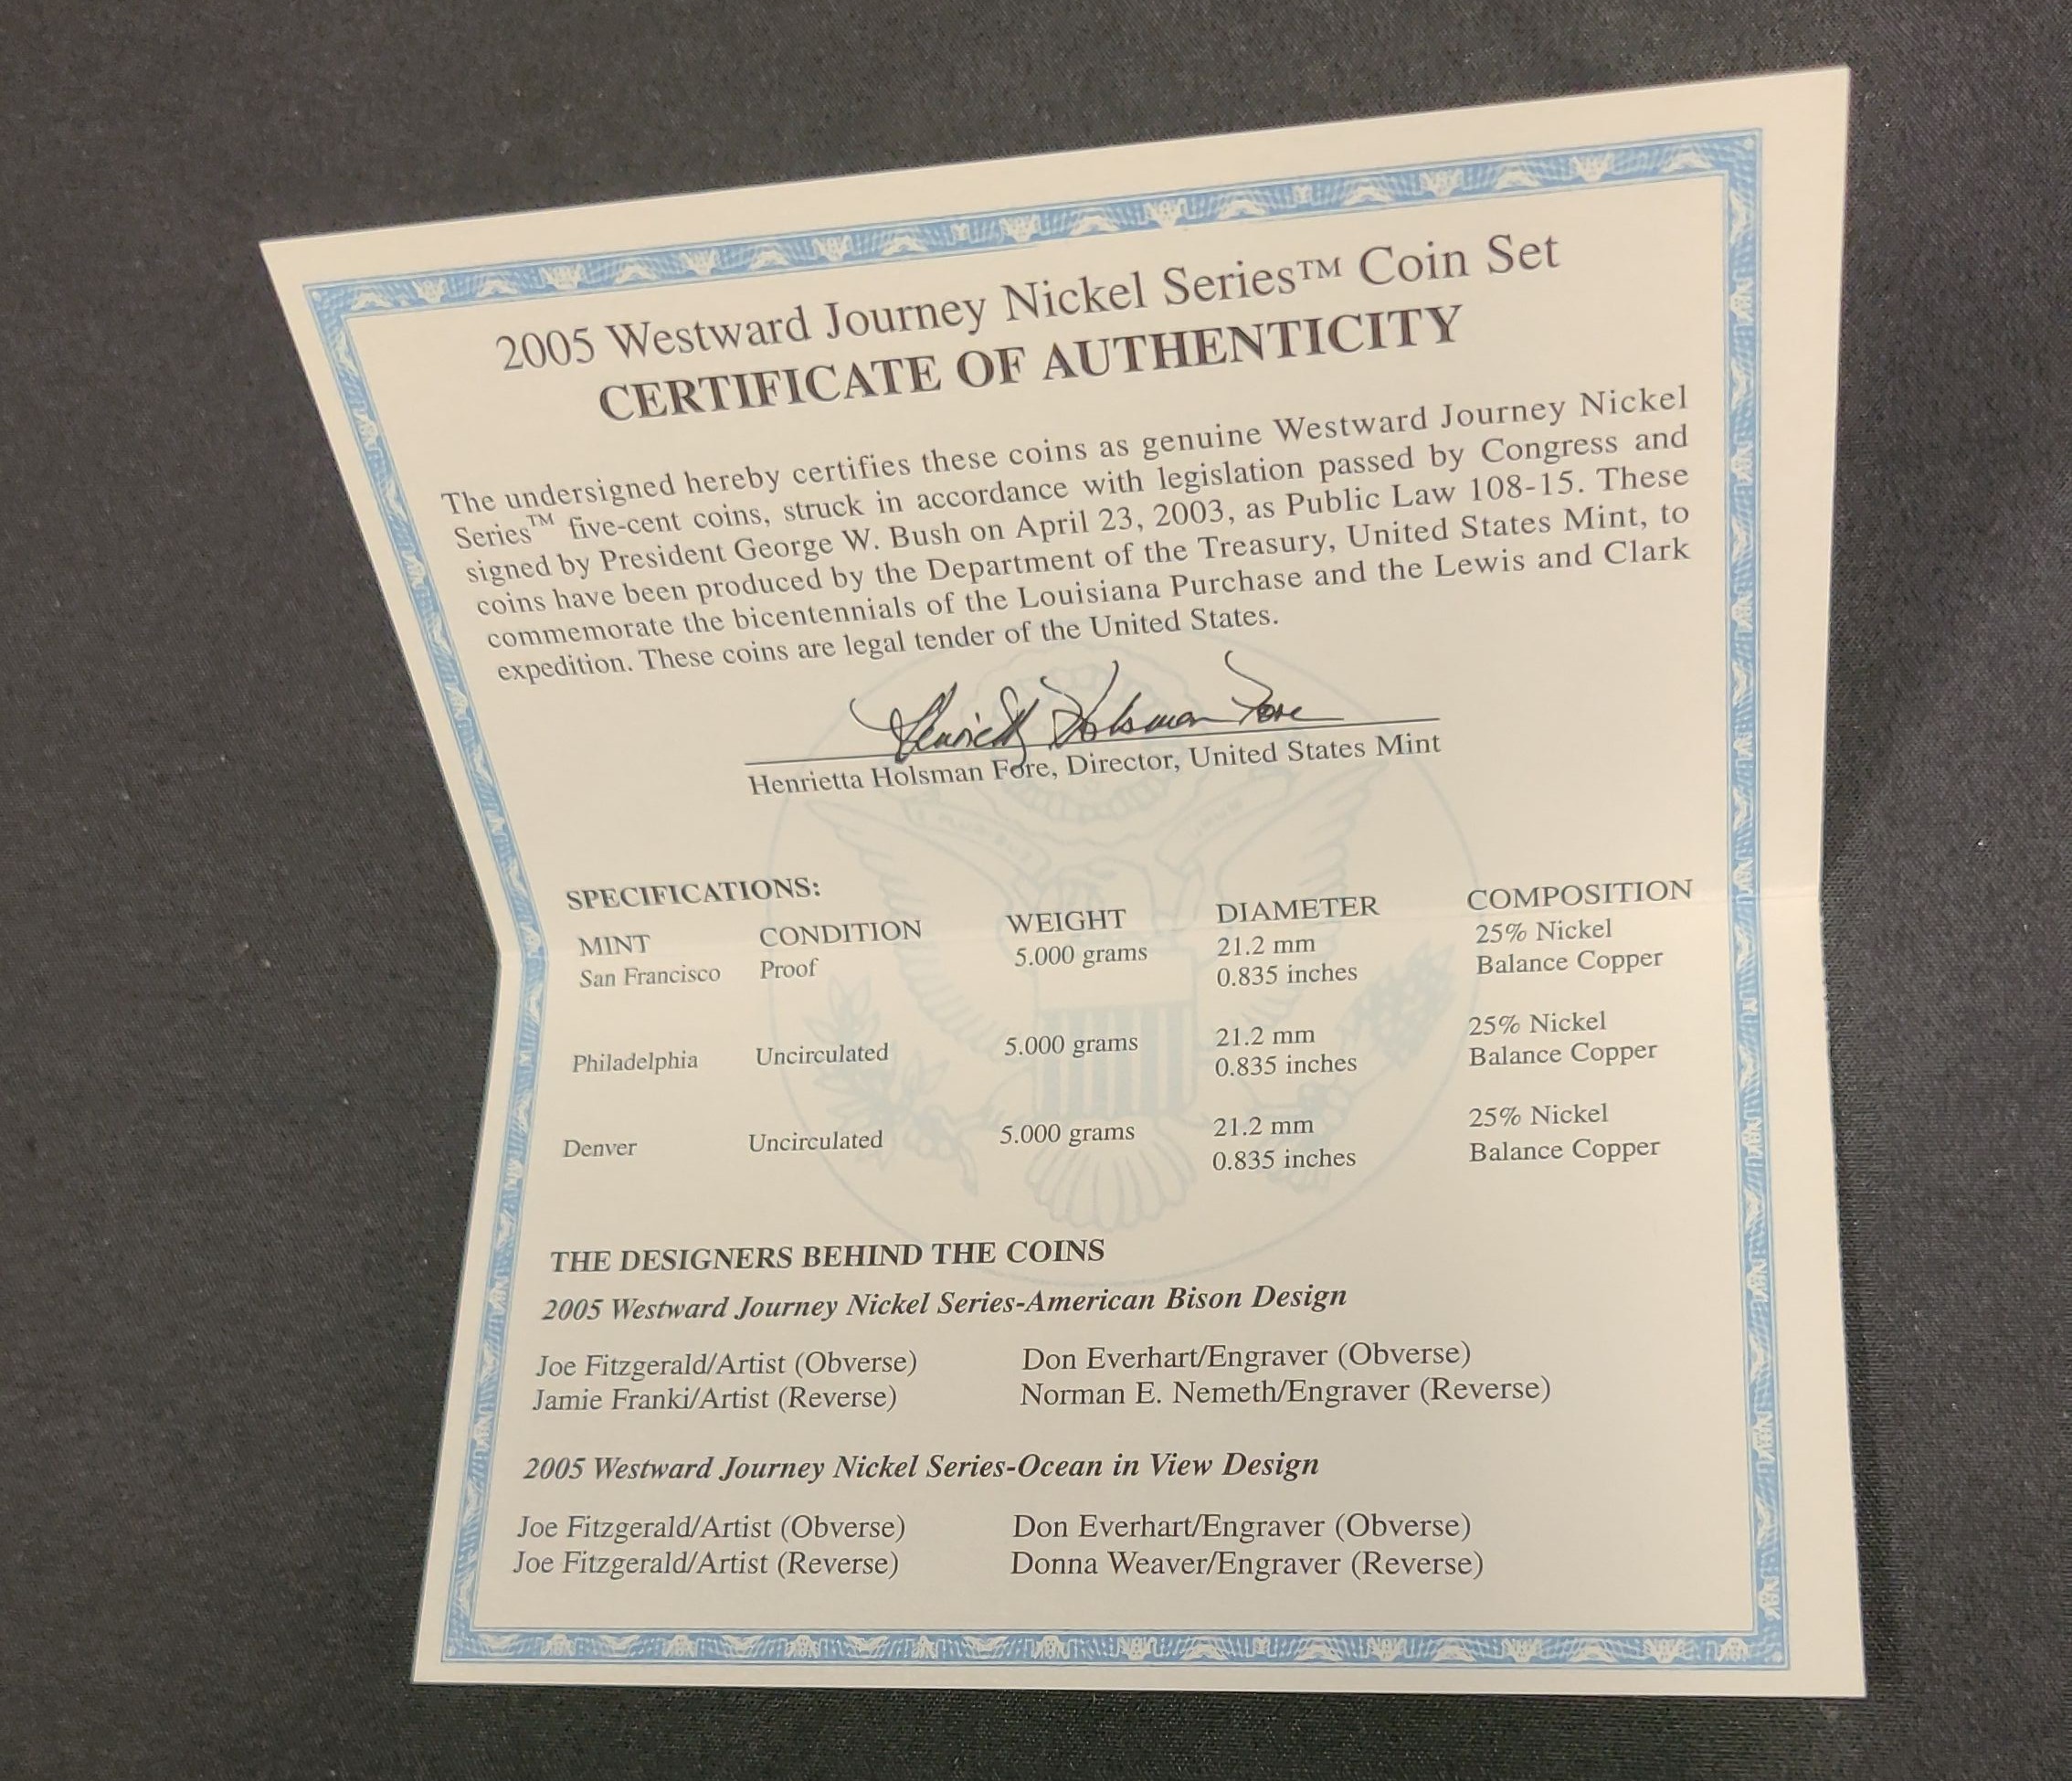 2005 Westward Journey Nickel Series™ Coin Set
CERTIFICATE OF AUTHENTICITY
The undersigned hereby certifies these coins as genuine Westward Journey Nickel
Series™ five-cent coins, struck in accordance with legislation passed by Congress and
signed by President George W. Bush on April 23, 2003, as Public Law 108-15. These
coins have been produced by the Department of the Treasury, United States Mint, to
commemorate the bicentennials of the Louisiana Purchase and the Lewis and Clark
expedition. These coins are legal tender of the United States.
Henrietta Holsman Fore
Henrietta Holsman Fore, Director, United States Mint
SPECIFICATIONS:
MINT CONDITION WEIGHT DIAMETER COMPOSITION
San Francisco Proof 5.000 grams 21.2 mm 25% Nickel
0.835 inches Balance Copper
Philadelphia Uncirculated 5.000 grams 21.2 mm 25% Nickel
0.835 inches Balance Copper
Denver Uncirculated 5.000 grams 21.2 mm 25% Nickel
0.835 inches Balance Copper
THE DESIGNERS BEHIND THE COINS
2005 Westward Journey Nickel Series-American Bison Design
Joe Fitzgerald/Artist (Obverse) Don Everhart/Engraver (Obverse)
Jamie Franki/Artist (Reverse) Norman E. Nemeth/Engraver (Reverse)
2005 Westward Journey Nickel Series-Ocean in View Design
Joe Fitzgerald/Artist (Obverse) Don Everhart/Engraver (Obverse)
Joe Fitzgerald/Artist (Reverse) Donna Weaver/Engraver (Reverse)